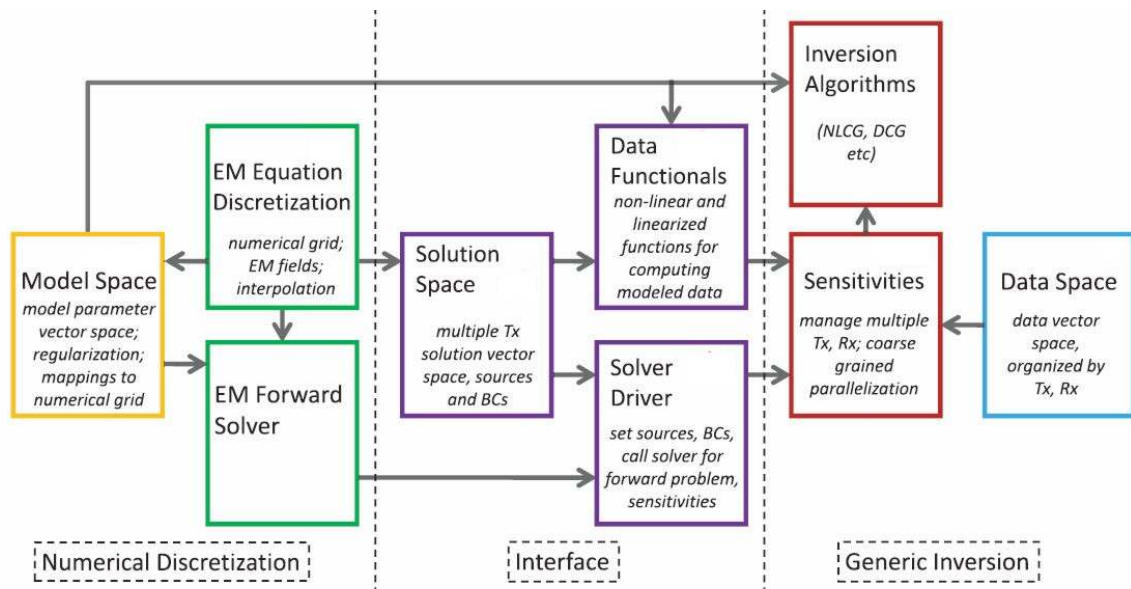 Inversion
Algorithms
(NLCG, DCG
etc)
EM Equation
Discretization
numerical grid;
EM fields;
interpolation
Data
Functionals
non-linear and
linearized
functions for
computing
modeled data
Model Space
model parameter
vector space;
regularization;
mappings to
numerical grid
Solution
Space
multiple Tx
solution vector
space, sources
and BCs
Sensitivities
manage multiple
Tx, Rx; coarse
grained
parallelization
Data Space
data vector
space,
organized by
Tx, Rx
EM Forward
Solver
Solver
Driver
set sources, BCs,
call solver for
forward problem,
sensitivities
Numerical Discretization
Interface
Generic Inversion